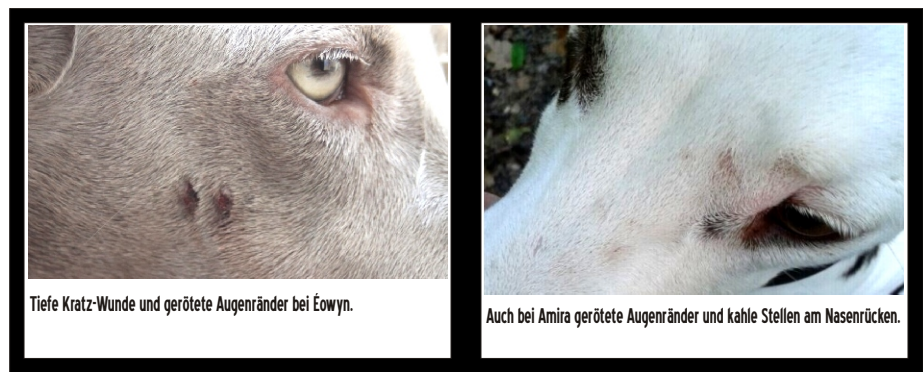 Tiefe Kratz-Wunde und gerötete Augenränder bei Éowyn.
Auch bei Amira gerötete Augenränder und kahle Stellen am Nasenrücken.